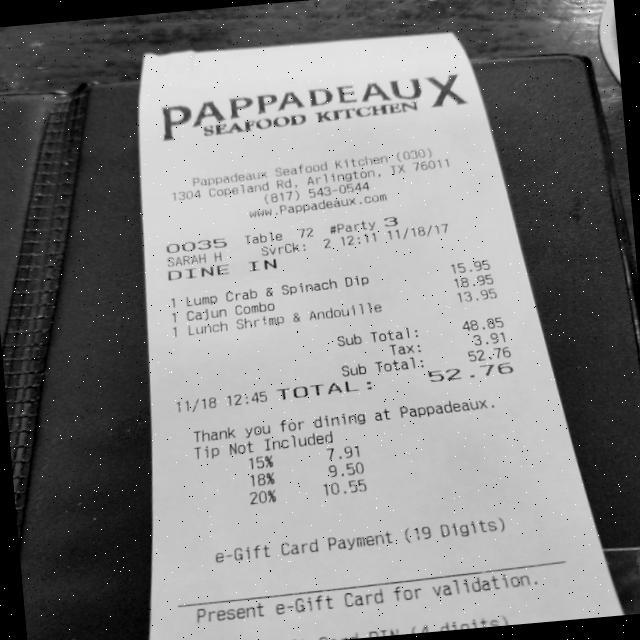 PAPPADEAUX
SEAFOOD KITCHEN
Pappadeaux Seafood Kitchen (030)
1304 Copeland Rd, Arlington, TX 76011
(817) 543-0544
www.Pappadeaux.com
0035 Table 72 #Party 3
SARAH H SvrCk: 2 12:11 11/18/17
DINE IN
1 Lump Crab & Spinach Dip 15.95
1 Cajun Combo 18.95
1 Lunch Shrimp & Andouille 13.95
Sub Total: 48.85
Tax: 3.91
Sub Total: 52.76
11/18 12:45 TOTAL: 52.76
Thank you for dining at Pappadeaux.
Tip Not Included
15% 7.91
18% 9.50
20% 10.55
e-Gift Card Payment (19 Digits)
Present e-Gift Card for validation.
Card PIN (4 digits)